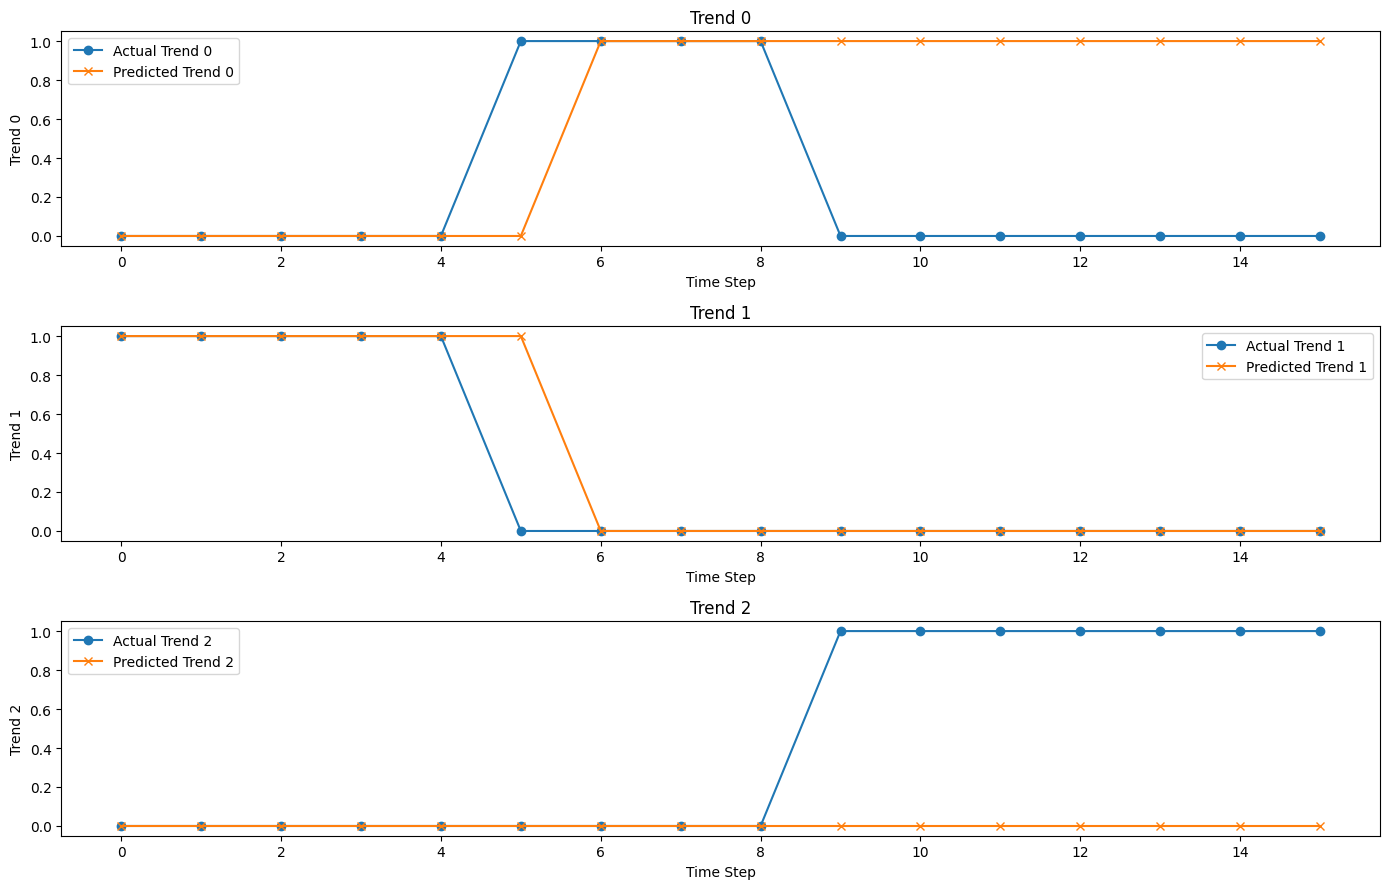 Trend 0
Actual Trend 0
Predicted Trend 0
Trend 0
1.0
0.8
0.6
0.4
0.2
0.0
0 2 4 6 8 10 12 14
Time Step
Trend 1
Actual Trend 1
Predicted Trend 1
Trend 1
1.0
0.8
0.6
0.4
0.2
0.0
0 2 4 6 8 10 12 14
Time Step
Trend 2
Actual Trend 2
Predicted Trend 2
Trend 2
1.0
0.8
0.6
0.4
0.2
0.0
0 2 4 6 8 10 12 14
Time Step